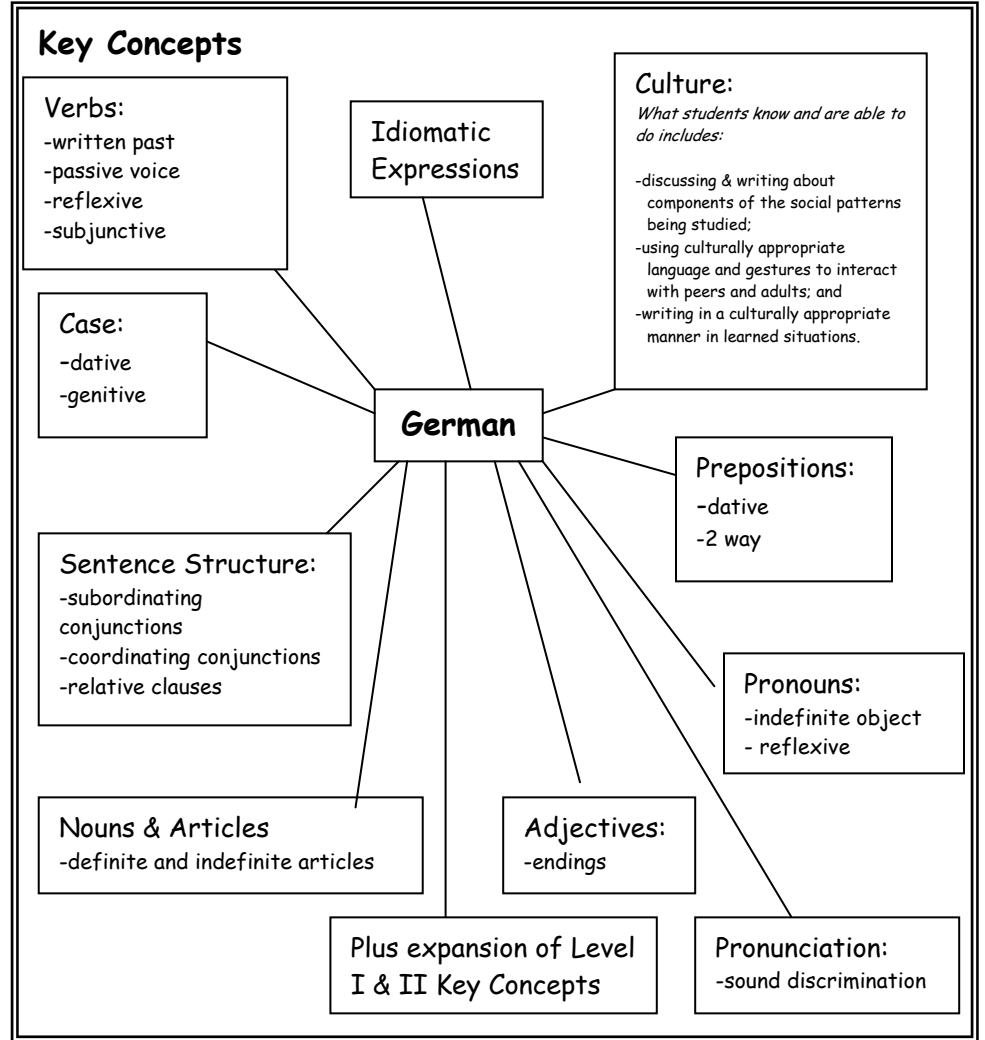 Key Concepts
Verbs:
-written past
-passive voice
-reflexive
-subjunctive
Idiomatic
Expressions
Culture:
What students know and are able to
do includes:
-discussing & writing about
components of the social patterns
being studied;
-using culturally appropriate
language and gestures to interact
with peers and adults; and
-writing in a culturally appropriate
manner in learned situations.
Case:
-dative
-genitive
German
Prepositions:
-dative
-2 way
Sentence Structure:
-subordinating
conjunctions
-coordinating conjunctions
-relative clauses
Pronouns:
-indefinite object
- reflexive
Nouns & Articles
-definite and indefinite articles
Adjectives:
-endings
Plus expansion of Level
I & II Key Concepts
Pronunciation:
-sound discrimination